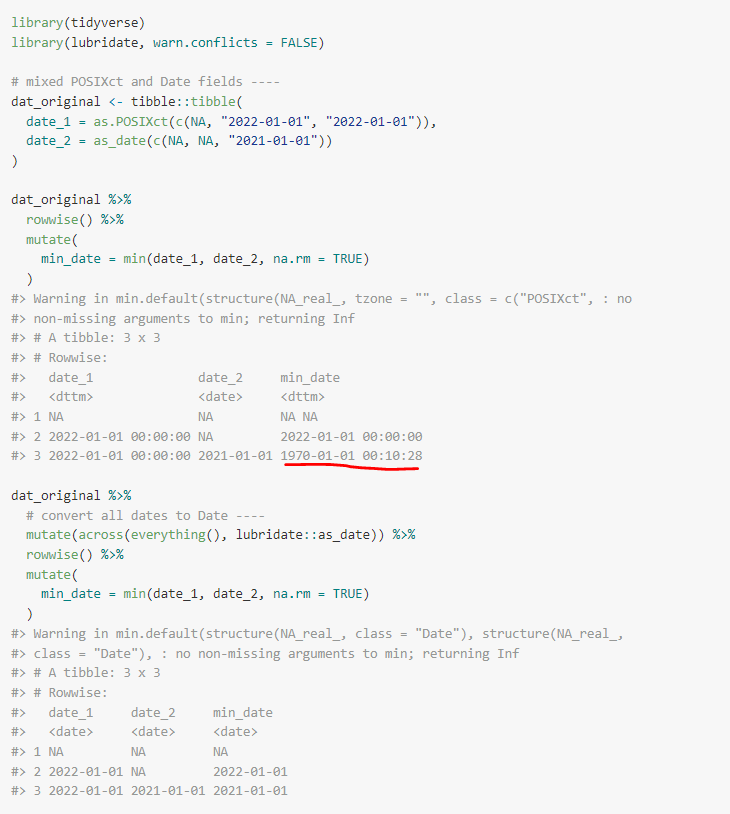 library(tidyverse)
library(lubridate, warn.conflicts = FALSE)

# mixed POSIXct and Date fields ----
dat_original <- tibble::tibble(
  date_1 = as.POSIXct(c(NA, "2022-01-01", "2022-01-01")),
  date_2 = as_date(c(NA, NA, "2021-01-01"))
)

dat_original %>%
  rowwise() %>%
  mutate(
    min_date = min(date_1, date_2, na.rm = TRUE)
  )
#> Warning in min.default(structure(NA_real_, tzone = "", class = c("POSIXct", : no
#> non-missing arguments to min; returning Inf
#> # A tibble: 3 x 3
#> # Rowwise:
#>   date_1              date_2     min_date
#>   <dttm>              <date>     <dttm>
#> 1 NA                  NA         NA NA
#> 2 2022-01-01 00:00:00 NA         2022-01-01 00:00:00
#> 3 2022-01-01 00:00:00 2021-01-01 1970-01-01 00:10:28

dat_original %>%
  # convert all dates to Date ----
  mutate(across(everything(), lubridate::as_date)) %>%
  rowwise() %>%
  mutate(
    min_date = min(date_1, date_2, na.rm = TRUE)
  )
#> Warning in min.default(structure(NA_real_, class = "Date"), structure(NA_real_,
#> class = "Date"), : no non-missing arguments to min; returning Inf
#> # A tibble: 3 x 3
#> # Rowwise:
#>   date_1     date_2     min_date
#>   <date>     <date>     <date>
#> 1 NA         NA         NA
#> 2 2022-01-01 NA         2022-01-01
#> 3 2022-01-01 2021-01-01 2021-01-01